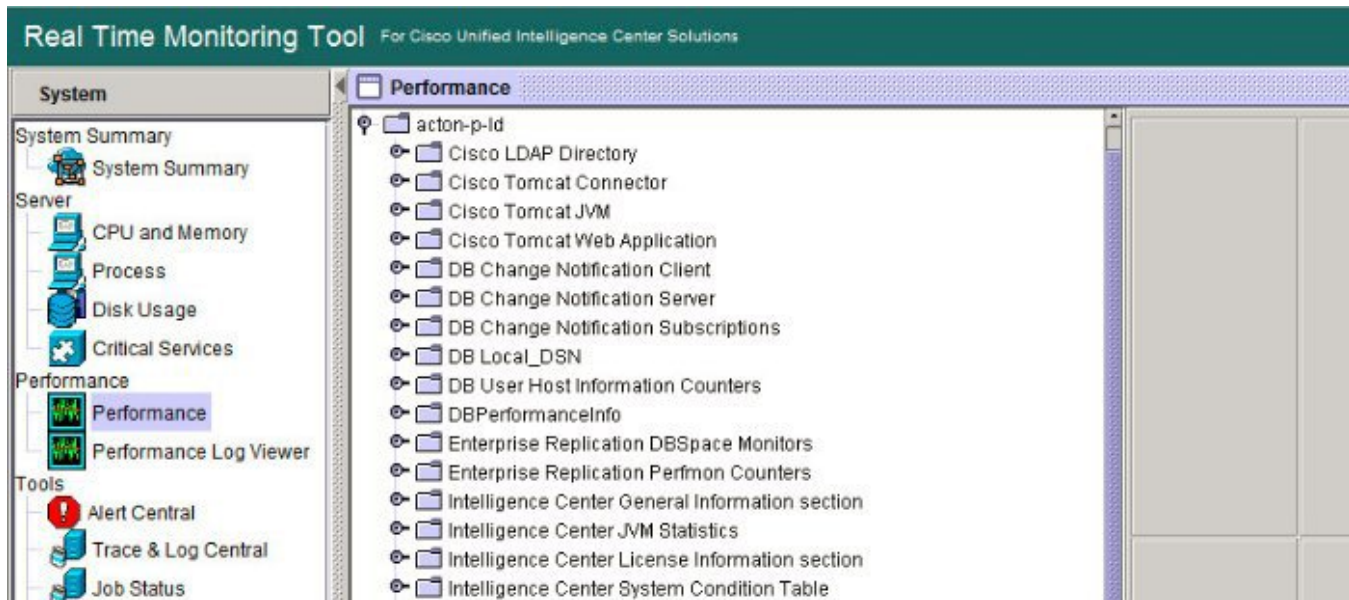 Real Time Monitoring Tool For Cisco Unified Intelligence Center Solutions
System
System Summary
System Summary
Server
CPU and Memory
Process
Disk Usage
Critical Services
Performance
Performance
Performance Log Viewer
Tools
Alert Central
Trace & Log Central
Job Status
Performance
acton-p-ld
Cisco LDAP Directory
Cisco Tomcat Connector
Cisco Tomcat JVM
Cisco Tomcat Web Application
DB Change Notification Client
DB Change Notification Server
DB Change Notification Subscriptions
DB Local_DSN
DB User Host Information Counters
DBPerformanceInfo
Enterprise Replication DBSpace Monitors
Enterprise Replication Perfmon Counters
Intelligence Center General Information section
Intelligence Center JVM Statistics
Intelligence Center License Information section
Intelligence Center System Condition Table